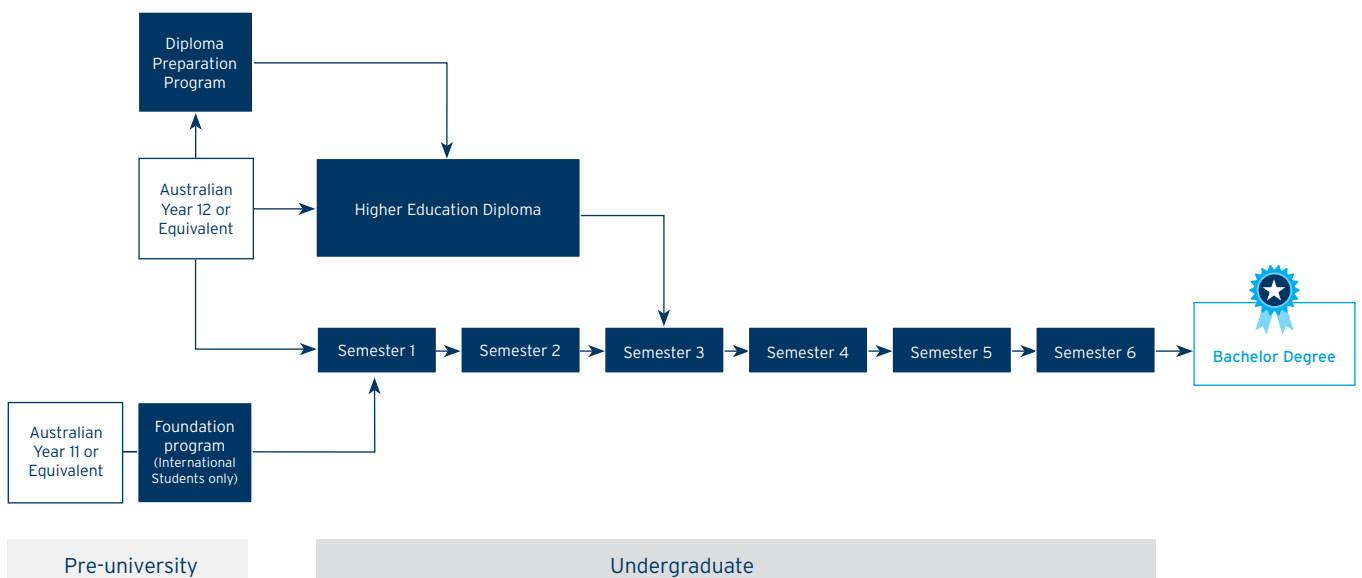 Diploma
Preparation
Program
Australian
Year 12 or
Equivalent
Higher Education Diploma
Semester 1
Semester 2
Semester 3
Semester 4
Semester 5
Semester 6
Bachelor Degree
Australian
Year 11 or
Equivalent
Foundation
program
(International
Students only)
Pre-university
Undergraduate